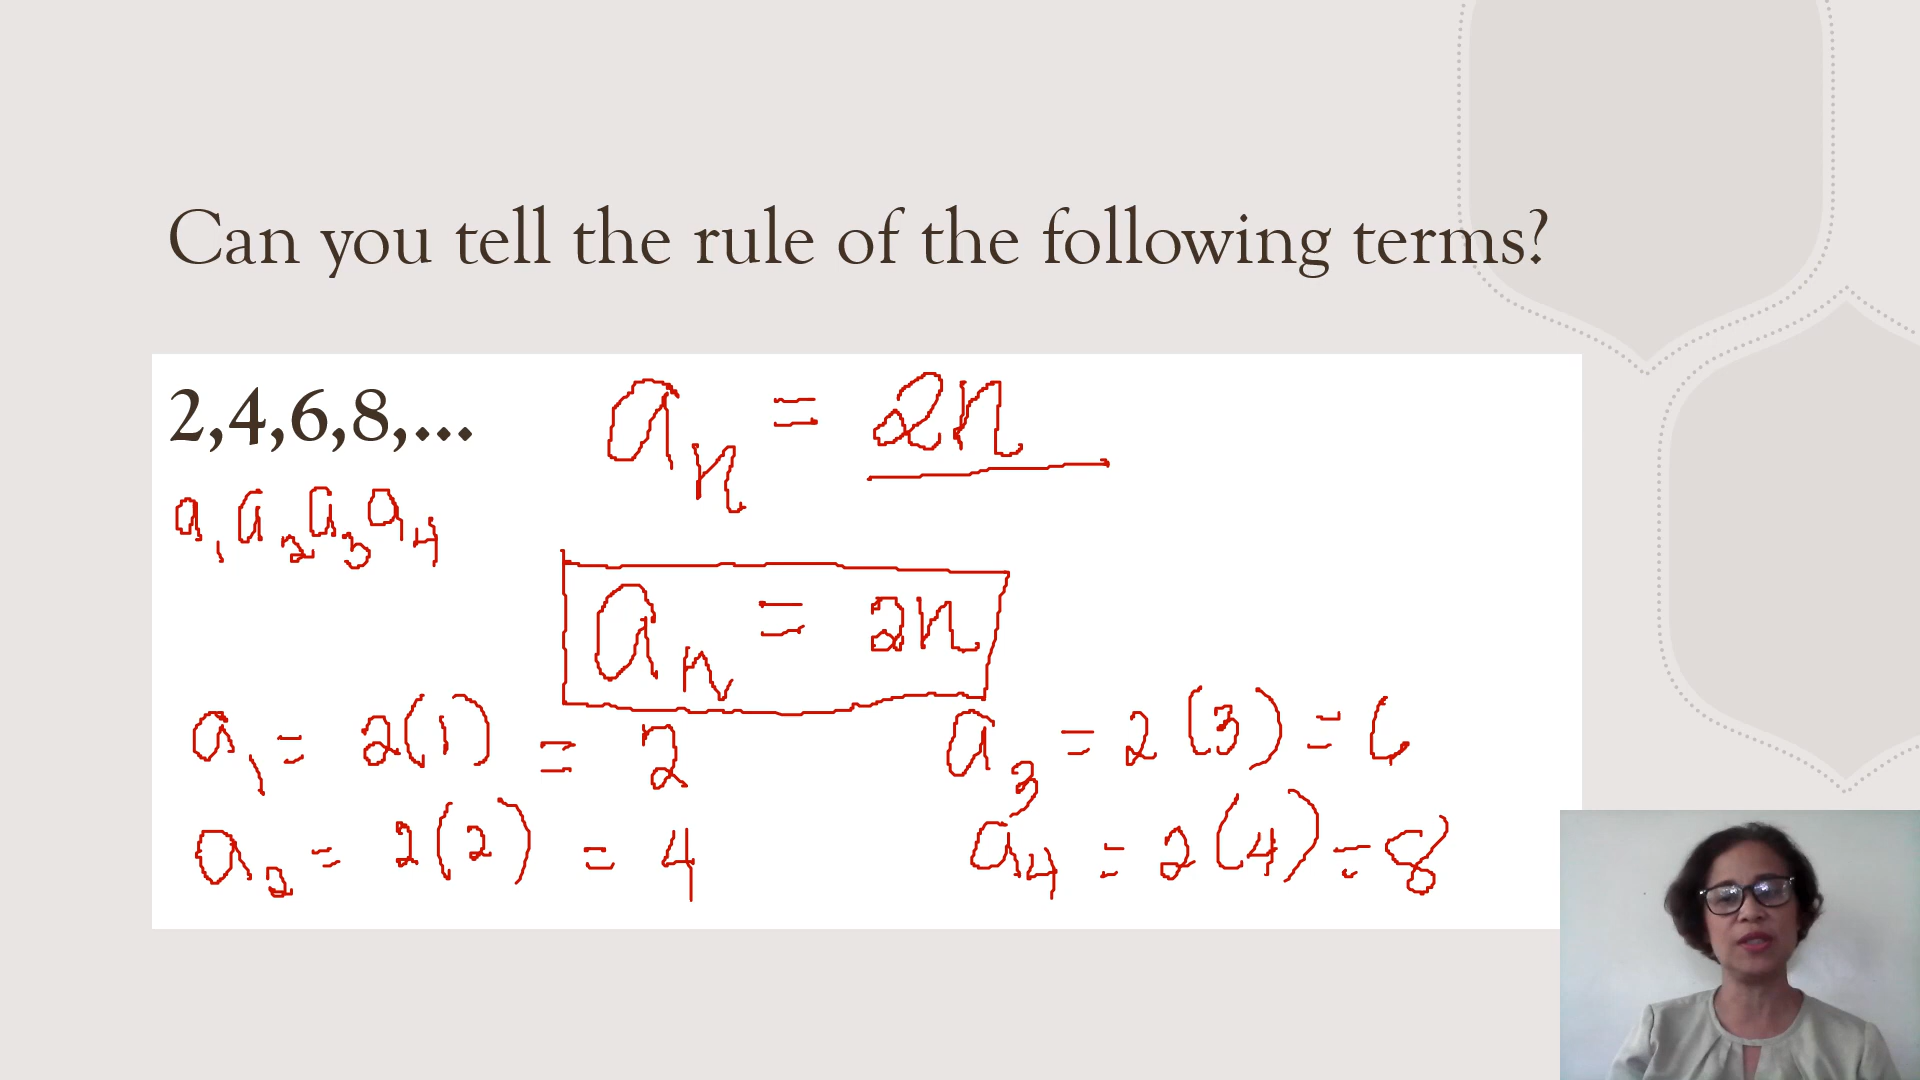 Can you tell the rule of the following terms?
2,4,6,8,...
aₙ = 2n
a₁ a₂ a₃ a₄
aₙ = 2n
a₁ = 2(1) = 2
a₃ = 2(3) = 6
a₂ = 2(2) = 4
a₄ = 2(4) = 8